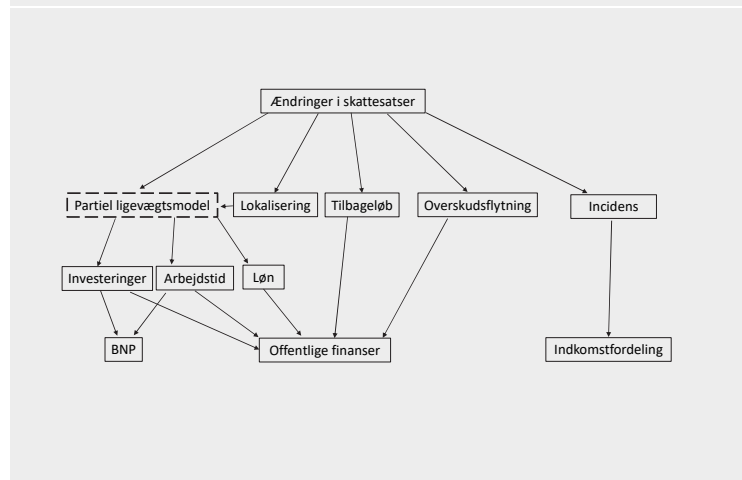 Ændringer i skattesatser
Partiel ligevægtsmodel
Lokalisering
Tilbageløb
Overskudsflytning
Incidens
Investeringer
Arbejdstid
Løn
BNP
Offentlige finanser
Indkomstfordeling